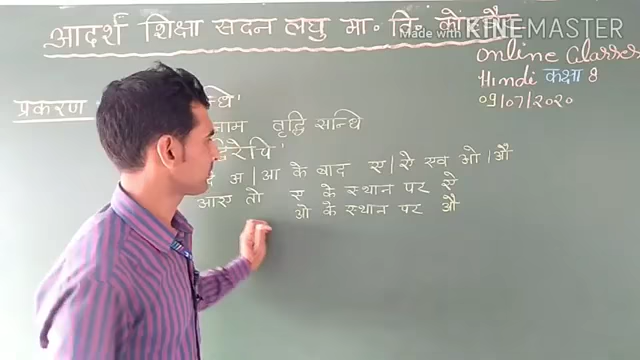 आदर्श शिक्षा सदन लघु मा. वि.
Made with KINEMASTER
Online Classes
Hindi कक्षा 8
09/07/2020
प्रकरण
न्धि'
नाम वृद्धि सन्धि
रेचि'
अ | आ के बाद ए | ऐ एव ओ | औ
आए तो ए के स्थान पर ऐ
ओ के स्थान पर औ